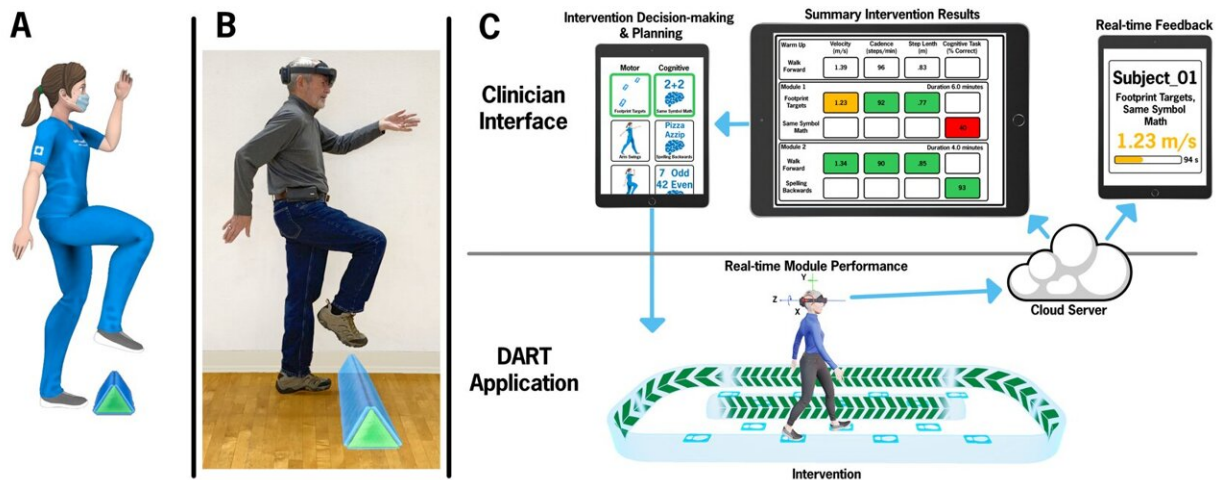 A
B
C
Intervention Decision-making
& Planning
Summary Intervention Results
Real-time Feedback
Clinician
Interface
Motor
Cognitive
Footprint Targets
2+2
Same Symbol Math
Arm Swings
Pizza
Azzip
Spelling Backwards
7 Odd
42 Even
Warm Up
Velocity
(m/s)
Cadence
(steps/min)
Step Lenth
(m)
Cognitive Task
(% Correct)
Walk
Forward
1.39
96
.83
Module 1
Duration 6.0 minutes
Footprint
Targets
1.23
92
.77
Same Symbol
Math
40
Module 2
Duration 4.0 minutes
Walk
Forward
1.34
90
.85
Spelling
Backwards
93
Subject_01
Footprint Targets,
Same Symbol
Math
1.23 m/s
94 s
Real-time Module Performance
Y
Z
X
Cloud Server
DART
Application
Intervention